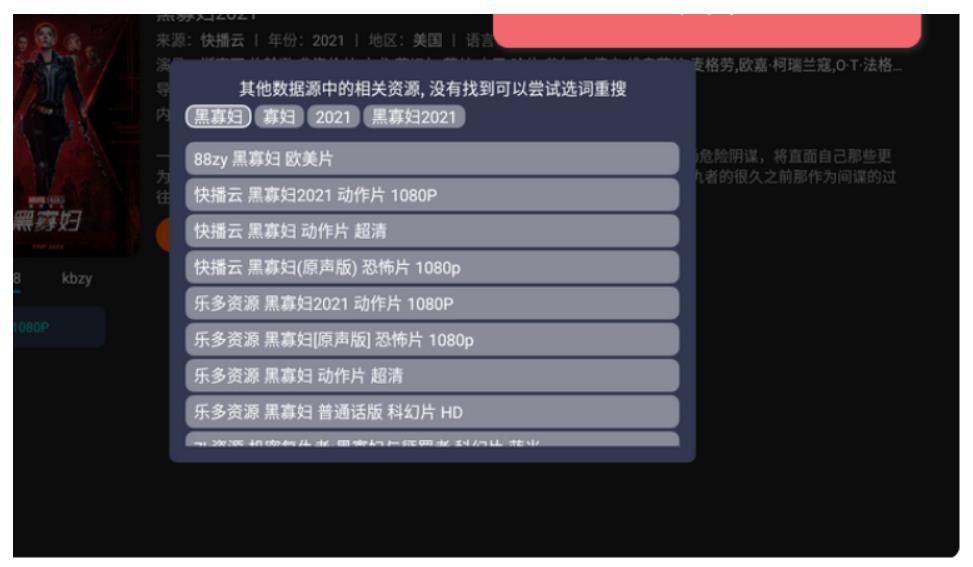 黑寡妇2021
来源：快播云 | 年份：2021 | 地区：美国 | 语言
麦格劳,欧嘉·柯瑞兰寇,O·T·法格...
其他数据源中的相关资源, 没有找到可以尝试选词重搜
黑寡妇 寡妇 2021 黑寡妇2021
88zy 黑寡妇 欧美片
危险阴谋，将直面自己那些更
快播云 黑寡妇2021 动作片 1080P
者的很久之前那作为间谍的过
往
快播云 黑寡妇 动作片 超清
黑寡妇
快播云 黑寡妇(原声版) 恐怖片 1080p
8 kbzy
乐多资源 黑寡妇2021 动作片 1080P
1080P
乐多资源 黑寡妇[原声版] 恐怖片 1080p
乐多资源 黑寡妇 动作片 超清
乐多资源 黑寡妇 普通话版 科幻片 HD